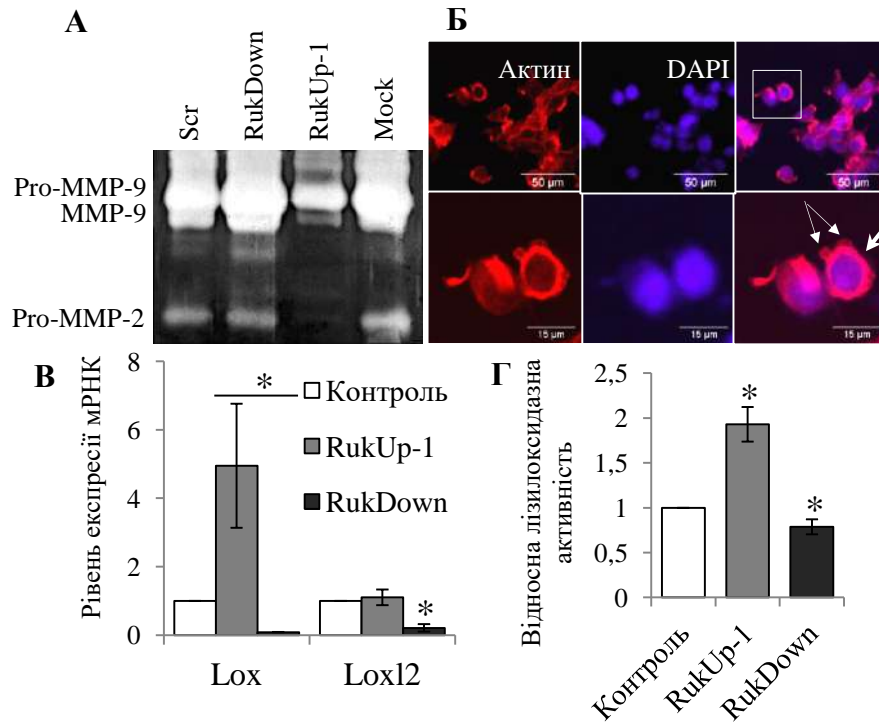 А
Scr
RukDown
RukUp-1
Mock
Pro-MMP-9
MMP-9
Pro-MMP-2
Б
Актин
DAPI
50 µm
50 µm
50 µm
15 µm
15 µm
15 µm
В
Рівень експресії мРНК
8
6
4
2
0
*
Контроль
RukUp-1
RukDown
*
Lox
Loxl2
Г
Відносна лізилоксидазна
активність
2,5
2
1,5
1
0,5
0
*
*
Контроль
RukUp-1
RukDown